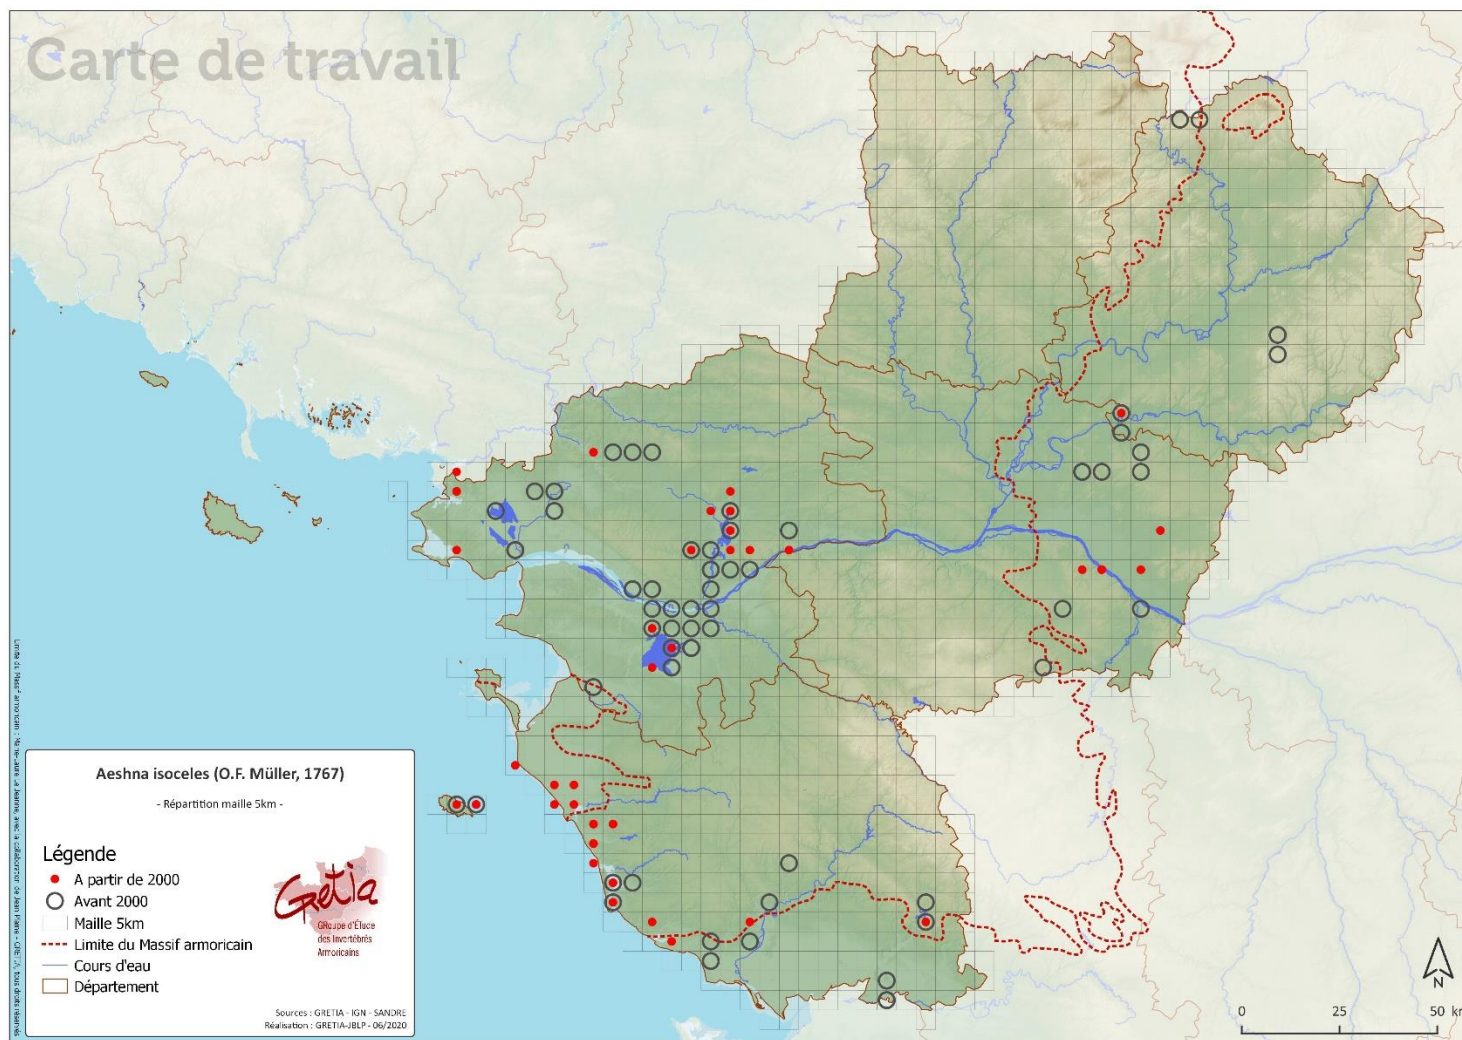 Carte de travail
Aeshna isoceles (O.F. Müller, 1767)
- Répartition maille 5km -
Légende
A partir de 2000
Avant 2000
Maille 5km
Limite du Massif armoricain
Cours d'eau
Département
Gretia
GRoupe d'Étude
des Invertébrés
Armoricains
Sources : GRETIA - IGN - SANDRE
Réalisation : GRETIA-JBLP - 06/2020
N
0 25 50 km